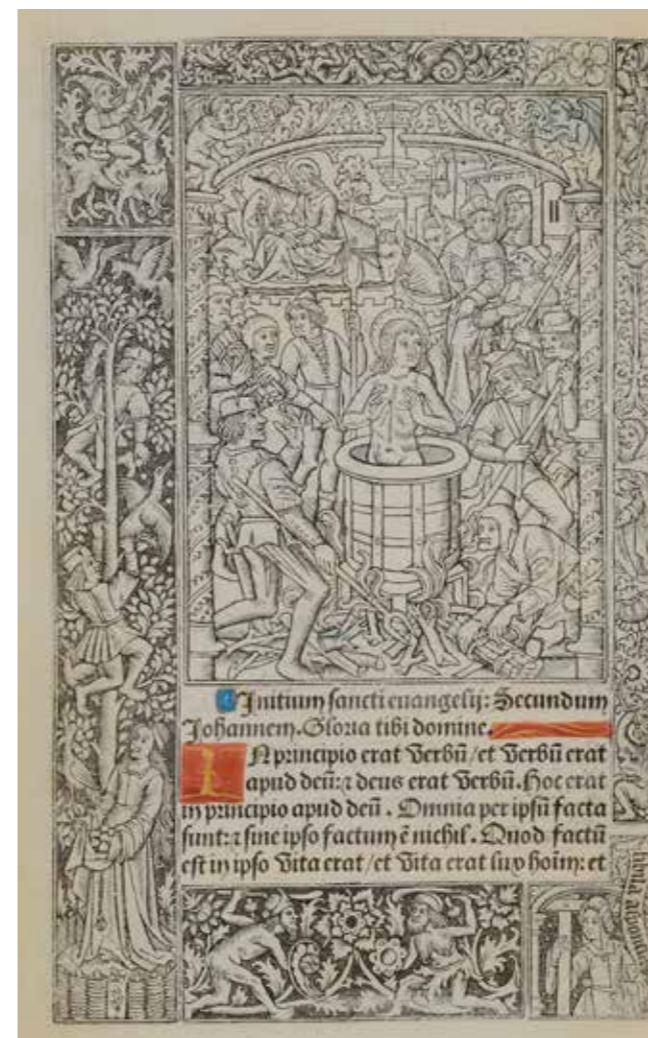 Initium sancti euangelij: Secundum
Johannem. Gloria tibi domine.
IN principio erat Verbū / et Verbū erat
apud deū: ⁊ deus erat Verbū. Hoc erat
in principio apud deū. Omnia per ipsū facta
sunt: ⁊ sine ipso factum ē nichil. Quod factū
est in ipso Vita erat / et Vita erat lux hoīm: et